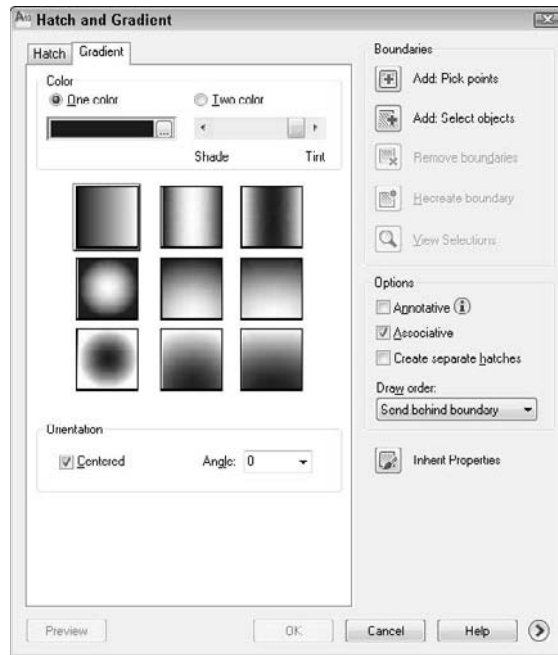 Hatch and Gradient
Hatch
Gradient
Color
One color
Two color
...
Shade
Tint
Orientation
Centered
Angle: 0
Preview
Boundaries
Add: Pick points
Add: Select objects
Remove boundaries
Recreate boundary
View Selections
Options
Annotative
Associative
Create separate hatches
Draw order:
Send behind boundary
Inherit Properties
OK
Cancel
Help